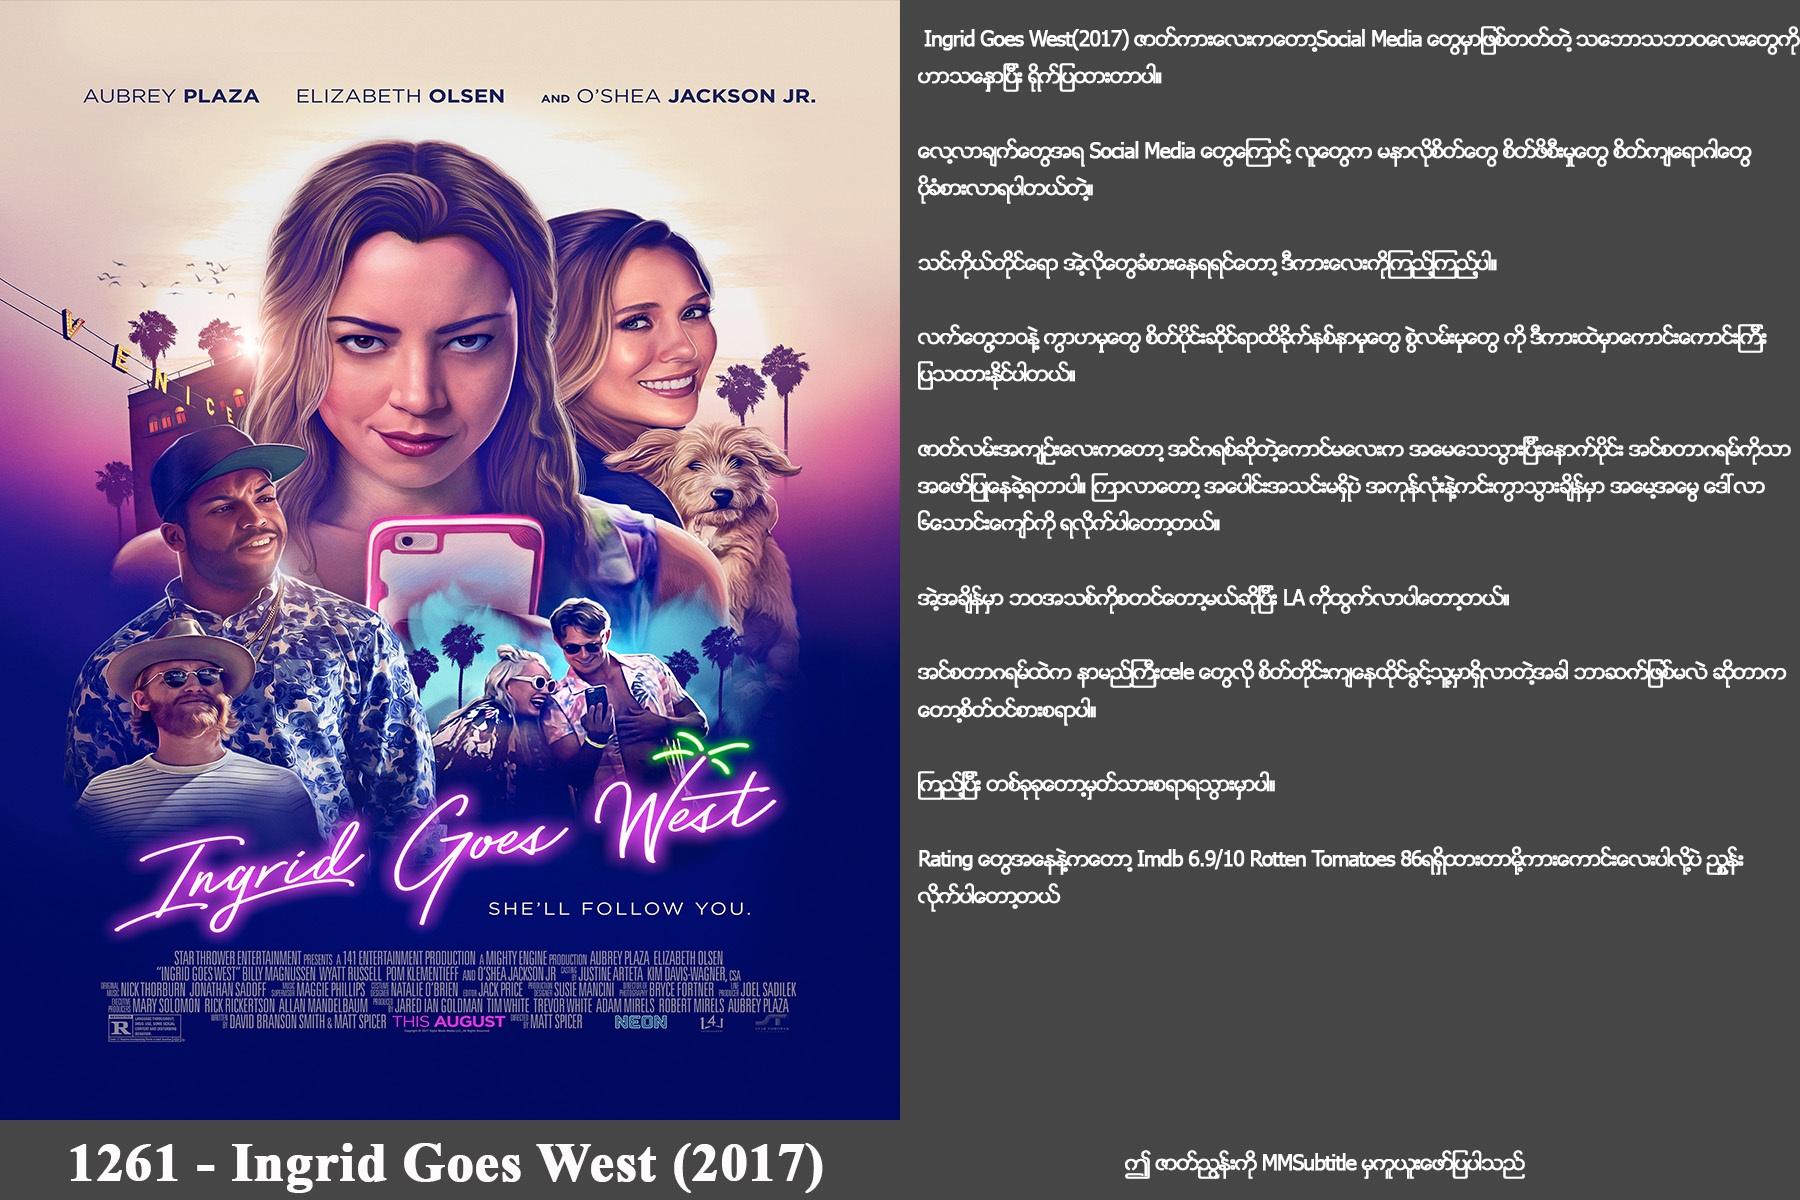 AUBREY PLAZA ELIZABETH OLSEN AND O'SHEA JACKSON JR.
VENICE
Ingrid Goes West
SHE'LL FOLLOW YOU.
STAR THROWER ENTERTAINMENT PRESENTS A 141 ENTERTAINMENT PRODUCTION A MIGHTY ENGINE PRODUCTION AUBREY PLAZA ELIZABETH OLSEN
"INGRID GOES WEST" BILLY MAGNUSSEN WYATT RUSSELL POM KLEMENTIEFF AND O'SHEA JACKSON JR CASTING BY JUSTINE ARTETA KIM DAVIS-WAGNER, CSA
ORIGINAL MUSIC NICK THORBURN JONATHAN SADOFF MUSIC SUPERVISOR MAGGIE PHILLIPS COSTUME DESIGNER NATALIE O'BRIEN EDITOR JACK PRICE PRODUCTION DESIGNER SUSIE MANCINI DIRECTOR OF PHOTOGRAPHY BRYCE FORTNER LINE PRODUCER JOEL SADILEK
EXECUTIVE PRODUCERS MARY SOLOMON RICK RICKERTSON ALLAN MANDELBAUM PRODUCED BY JARED IAN GOLDMAN TIM WHITE TREVOR WHITE ADAM MIRELS ROBERT MIRELS AUBREY PLAZA
R WRITTEN BY DAVID BRANSON SMITH & MATT SPICER THIS AUGUST DIRECTED BY MATT SPICER NEON 141
1261 - Ingrid Goes West (2017)
Ingrid Goes West(2017) ဇာတ်ကားလေးကတော့Social Media တွေမှာဖြစ်တတ်တဲ့ သဘောသဘာဝလေးတွေကို
ဟာသနှောပြီး ရိုက်ပြထားတာပါ။
လေ့လာချက်တွေအရ Social Media တွေကြောင့် လူတွေက မနာလိုစိတ်တွေ စိတ်ဖိစီးမှုတွေ စိတ်ကျရောဂါတွေ
ပိုခံစားလာရပါတယ်တဲ့။
သင်ကိုယ်တိုင်ရော အဲ့လိုတွေခံစားနေရရင်တော့ ဒီကားလေးကိုကြည့်ကြည့်ပါ။
လက်တွေ့ဘဝနဲ့ ကွာဟမှုတွေ စိတ်ပိုင်းဆိုင်ရာထိခိုက်နစ်နာမှုတွေ စွဲလမ်းမှုတွေ ကို ဒီကားထဲမှာကောင်းကောင်းကြီး
ပြသထားနိုင်ပါတယ်။
ဇာတ်လမ်းအကျဉ်းလေးကတော့ အင်ဂရစ်ဆိုတဲ့ကောင်မလေးက အမေသေသွားပြီးနောက်ပိုင်း အင်စတာဂရမ်ကိုသာ
အဖော်ပြုနေခဲ့ရတာပါ။ ကြာလာတော့ အပေါင်းအသင်းမရှိပဲ အကုန်လုံးနဲ့ကင်းကွာသွားချိန်မှာ အမေ့အမွေ ဒေါ်လာ
၆သောင်းကျော်ကို ရလိုက်ပါတော့တယ်။
အဲ့အချိန်မှာ ဘဝအသစ်ကိုစတင်တော့မယ်ဆိုပြီး LA ကိုထွက်လာပါတော့တယ်။
အင်စတာဂရမ်ထဲက နာမည်ကြီးcele တွေလို စိတ်တိုင်းကျနေထိုင်ခွင့်သူ့မှာရှိလာတဲ့အခါ ဘာဆက်ဖြစ်မလဲ ဆိုတာက
တော့စိတ်ဝင်စားစရာပါ။
ကြည့်ပြီး တစ်ခုခုတော့မှတ်သားစရာရသွားမှာပါ။
Rating တွေအနေနဲ့ကတော့ Imdb 6.9/10 Rotten Tomatoes 86ရရှိထားတာမို့ကားကောင်းလေးပါလို့ပဲ ညွှန်း
လိုက်ပါတော့တယ်
ဤ ဇာတ်ညွှန်းကို MMSubtitle မှကူယူဖော်ပြပါသည်